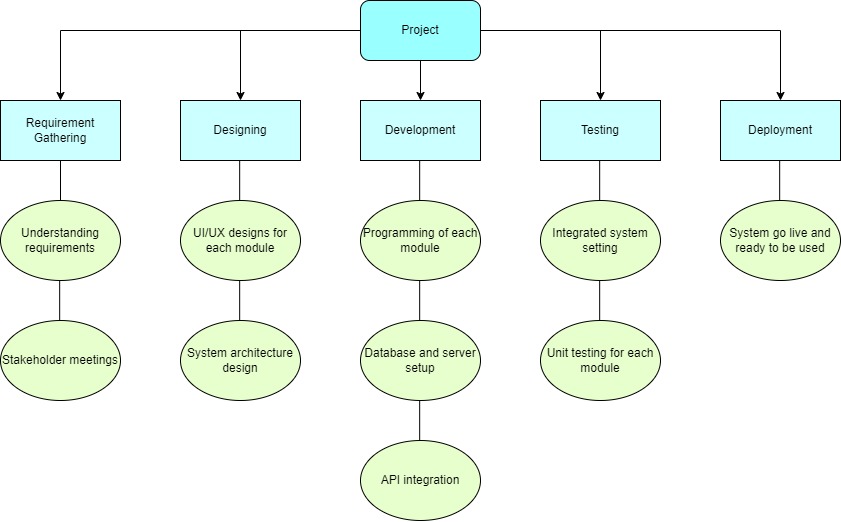 Project
Requirement
Gathering
Designing
Development
Testing
Deployment
Understanding
requirements
UI/UX designs for
each module
Programming of each
module
Integrated system
setting
System go live and
ready to be used
Stakeholder meetings
System architecture
design
Database and server
setup
Unit testing for each
module
API integration